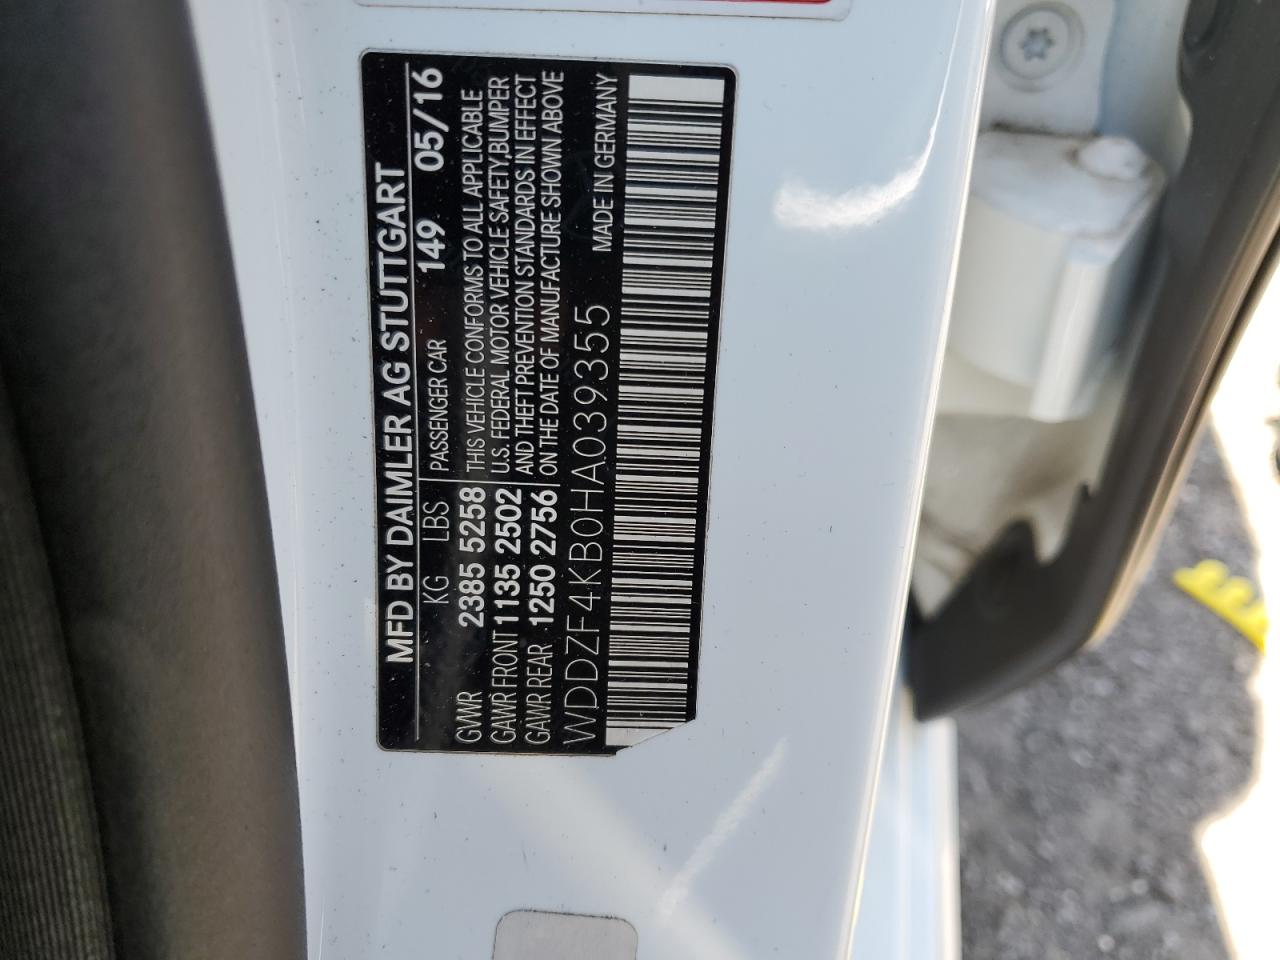 MFD BY DAIMLER AG STUTTGART
KG LBS PASSENGER CAR 149 05/16
GVWR 2385 5258 THIS VEHICLE CONFORMS TO ALL APPLICABLE
GAWR FRONT 1135 2502 U.S. FEDERAL MOTOR VEHICLE SAFETY,BUMPER
GAWR REAR 1250 2756 AND THEFT PREVENTION STANDARDS IN EFFECT
ON THE DATE OF MANUFACTURE SHOWN ABOVE
WDDZF4KB0HA039355 MADE IN GERMANY